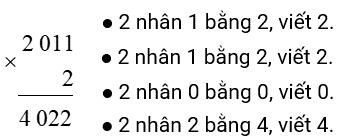 2 011
×
2
4 022
● 2 nhân 1 bằng 2, viết 2.
● 2 nhân 1 bằng 2, viết 2.
● 2 nhân 0 bằng 0, viết 0.
● 2 nhân 2 bằng 4, viết 4.